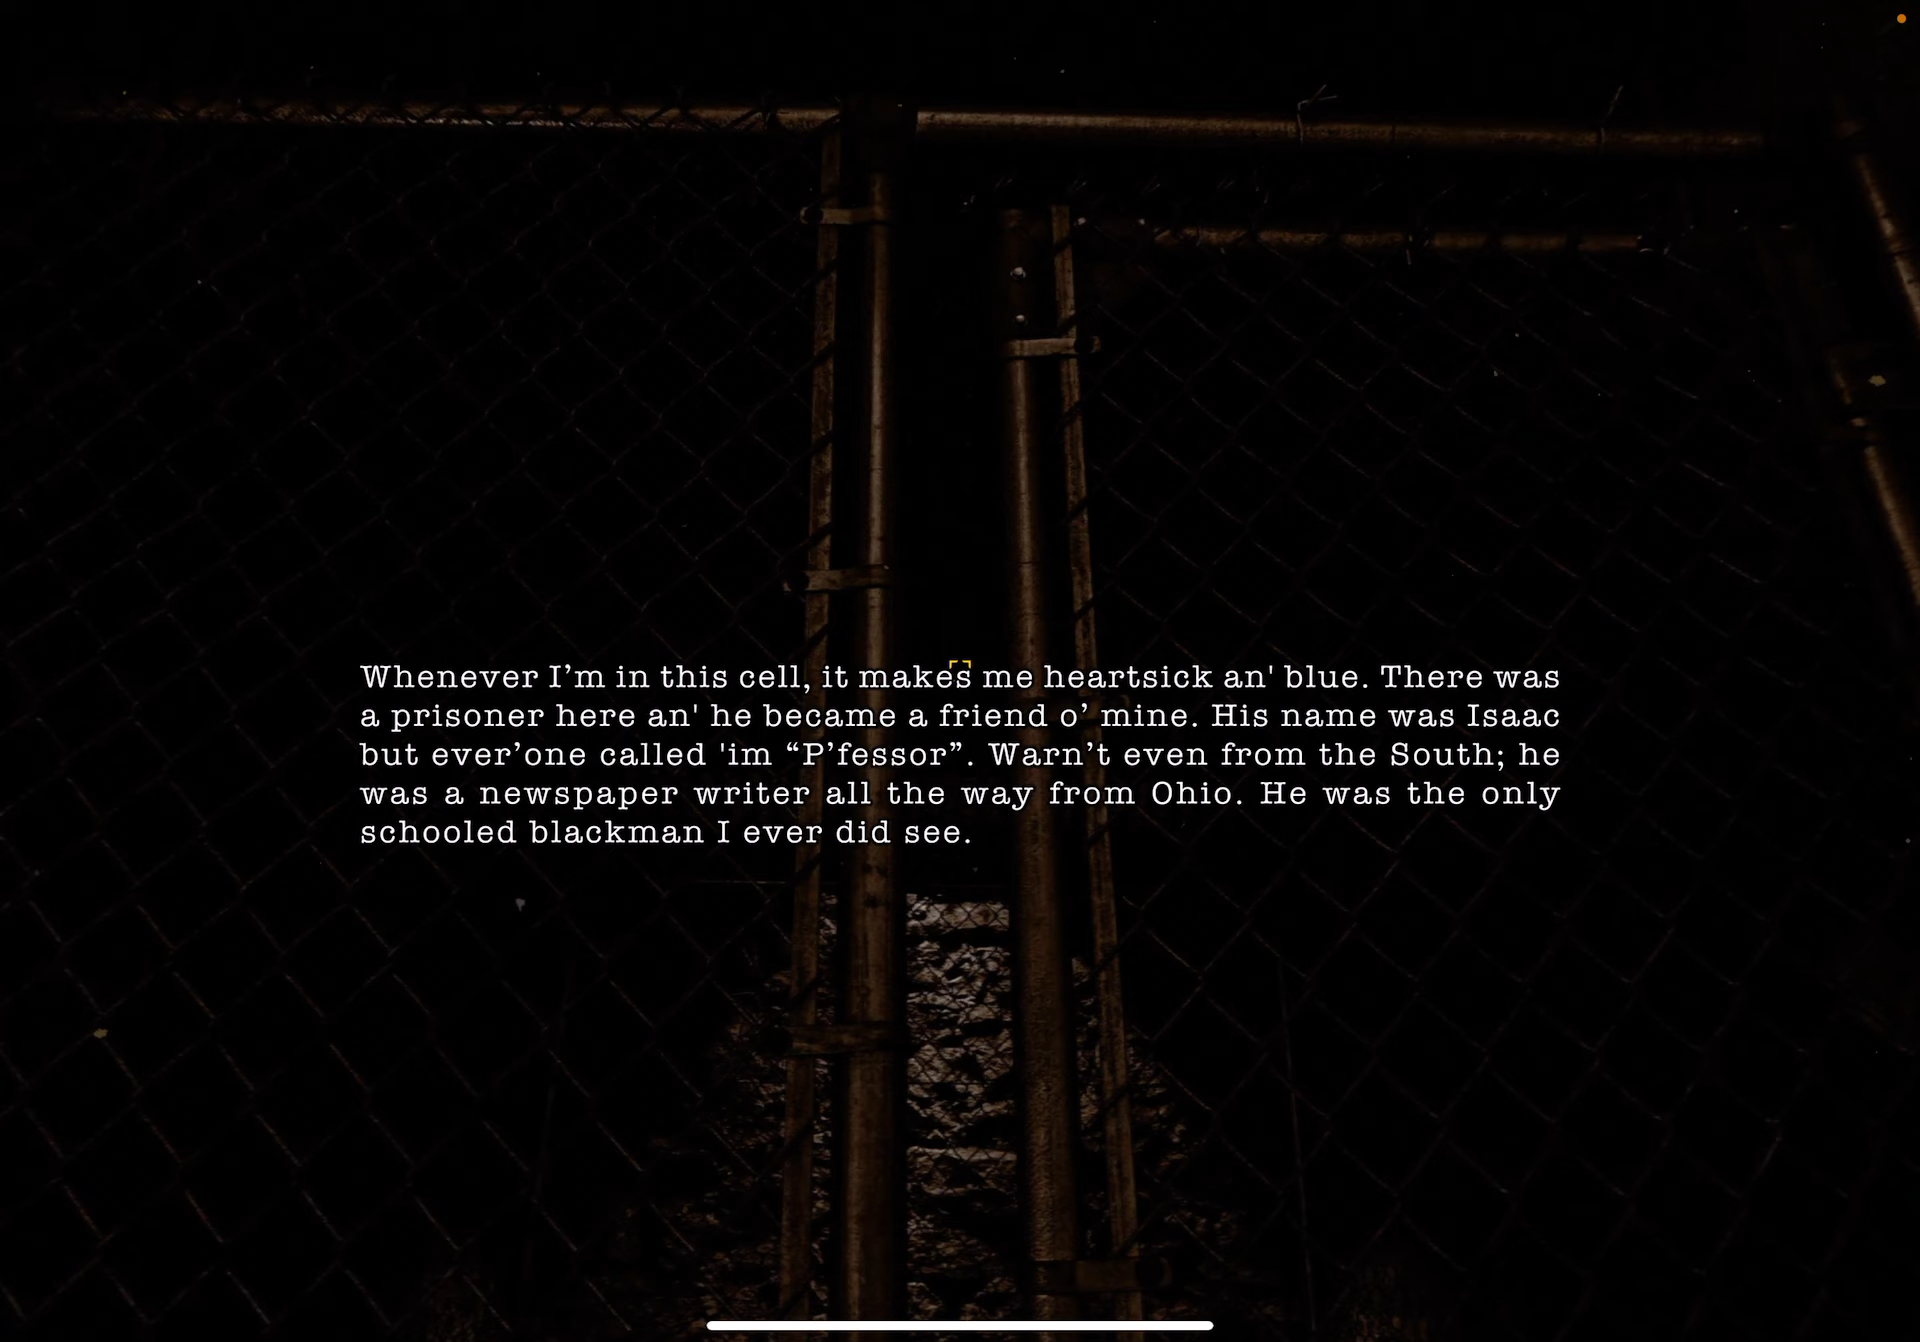 Whenever I’m in this cell, it makes me heartsick an' blue. There was
a prisoner here an' he became a friend o’ mine. His name was Isaac
but ever’one called 'im “P’fessor”. Warn’t even from the South; he
was a newspaper writer all the way from Ohio. He was the only
schooled blackman I ever did see.